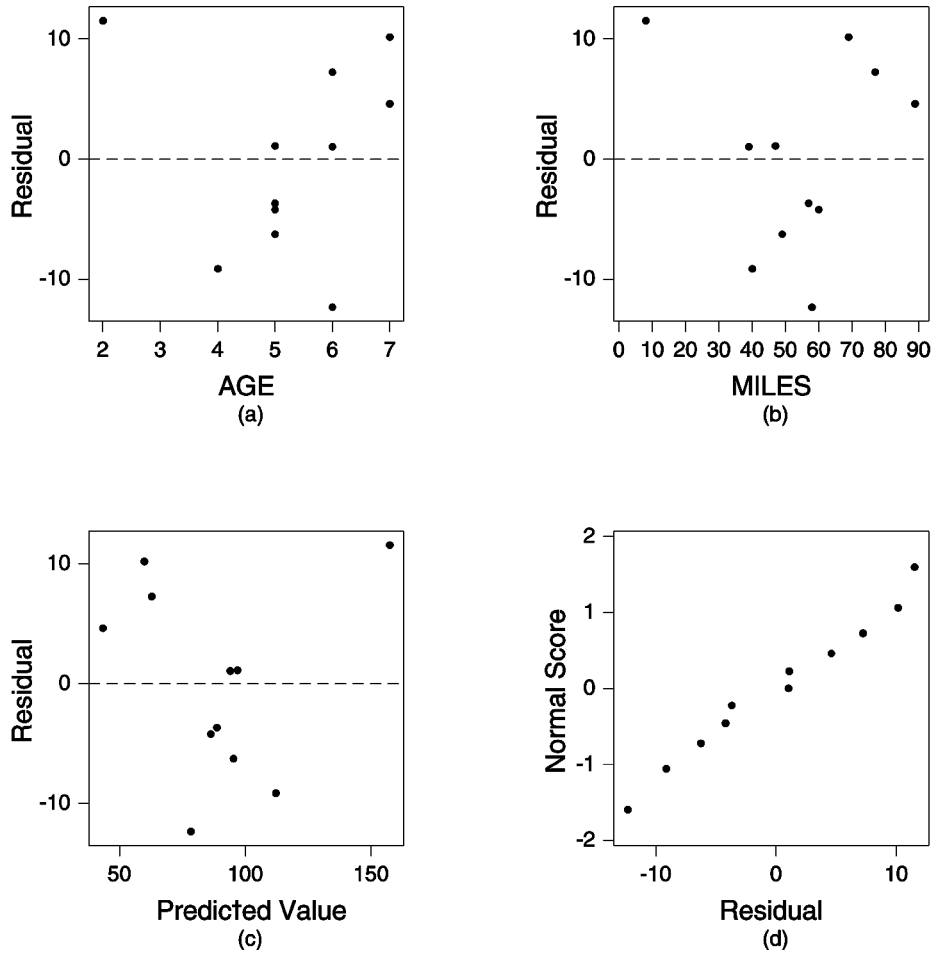 10
0
-10
Residual
2 3 4 5 6 7
AGE
(a)
10
0
-10
Residual
0 10 20 30 40 50 60 70 80 90
MILES
(b)
10
0
-10
Residual
50 100 150
Predicted Value
(c)
2
1
0
-1
-2
Normal Score
-10 0 10
Residual
(d)